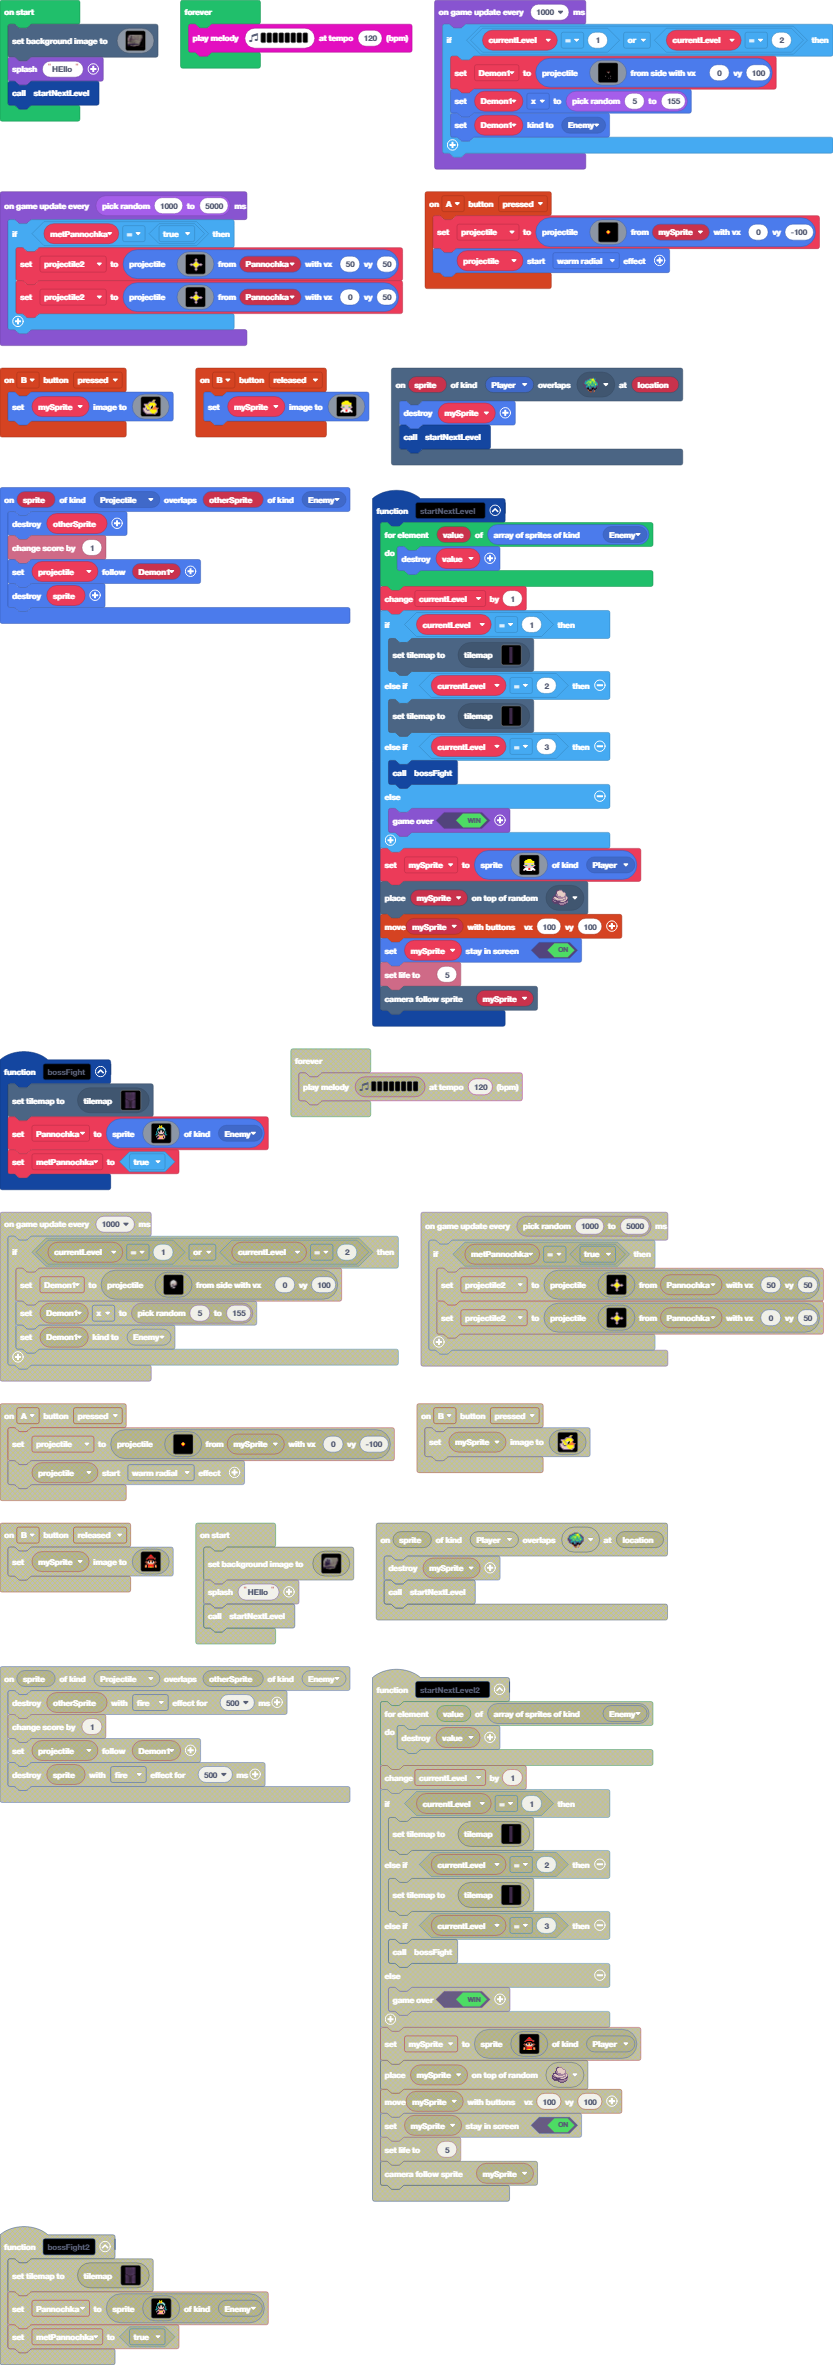 on start
set background image to
splash " HEllo "
call startNextLevel
forever
play melody at tempo 120 (bpm)
on game update every 1000 ms
if currentLevel = 1 or currentLevel = 2 then
set Demon1 to projectile from side with vx 0 vy 100
set Demon1 x to pick random 5 to 155
set Demon1 kind to Enemy
on game update every pick random 1000 to 5000 ms
if metPannochka = true then
set projectile2 to projectile from Pannochka with vx 50 vy 50
set projectile2 to projectile from Pannochka with vx 0 vy 50
on A button pressed
set projectile to projectile from mySprite with vx 0 vy -100
projectile start warm radial effect
on B button pressed
set mySprite image to
on B button released
set mySprite image to
on sprite of kind Player overlaps at location
destroy mySprite
call startNextLevel
on sprite of kind Projectile overlaps otherSprite of kind Enemy
destroy otherSprite
change score by 1
set projectile follow Demon1
destroy sprite
function startNextLevel
for element value of array of sprites of kind Enemy
do destroy value
change currentLevel by 1
if currentLevel = 1 then
set tilemap to tilemap
else if currentLevel = 2 then
set tilemap to tilemap
else if currentLevel = 3 then
call bossFight
else
game over WIN
set mySprite to sprite of kind Player
place mySprite on top of random
move mySprite with buttons vx 100 vy 100
set mySprite stay in screen ON
set life to 5
camera follow sprite mySprite
function bossFight
set tilemap to tilemap
set Pannochka to sprite of kind Enemy
set metPannochka to true
forever
play melody at tempo 120 (bpm)
on game update every 1000 ms
if currentLevel = 1 or currentLevel = 2 then
set Demon1 to projectile from side with vx 0 vy 100
set Demon1 x to pick random 5 to 155
set Demon1 kind to Enemy
on game update every pick random 1000 to 5000 ms
if metPannochka = true then
set projectile2 to projectile from Pannochka with vx 50 vy 50
set projectile2 to projectile from Pannochka with vx 0 vy 50
on A button pressed
set projectile to projectile from mySprite with vx 0 vy -100
projectile start warm radial effect
on B button pressed
set mySprite image to
on B button released
set mySprite image to
on start
set background image to
splash " HEllo "
call startNextLevel
on sprite of kind Player overlaps at location
destroy mySprite
call startNextLevel
on sprite of kind Projectile overlaps otherSprite of kind Enemy
destroy otherSprite with fire effect for 500 ms
change score by 1
set projectile follow Demon1
destroy sprite with fire effect for 500 ms
function startNextLevel2
for element value of array of sprites of kind Enemy
do destroy value
change currentLevel by 1
if currentLevel = 1 then
set tilemap to tilemap
else if currentLevel = 2 then
set tilemap to tilemap
else if currentLevel = 3 then
call bossFight
else
game over WIN
set mySprite to sprite of kind Player
place mySprite on top of random
move mySprite with buttons vx 100 vy 100
set mySprite stay in screen ON
set life to 5
camera follow sprite mySprite
function bossFight2
set tilemap to tilemap
set Pannochka to sprite of kind Enemy
set metPannochka to true